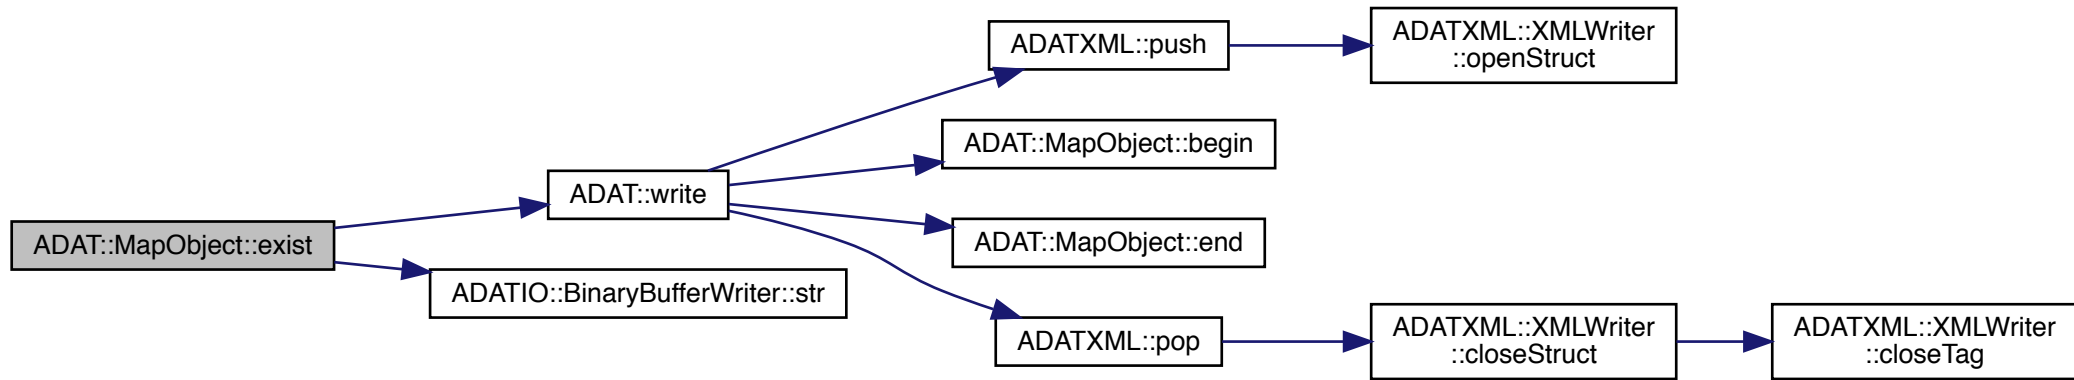 ADAT::MapObject::exist
ADAT::write
ADATIO::BinaryBufferWriter::str
ADATXML::push
ADAT::MapObject::begin
ADAT::MapObject::end
ADATXML::pop
ADATXML::XMLWriter
::openStruct
ADATXML::XMLWriter
::closeStruct
ADATXML::XMLWriter
::closeTag